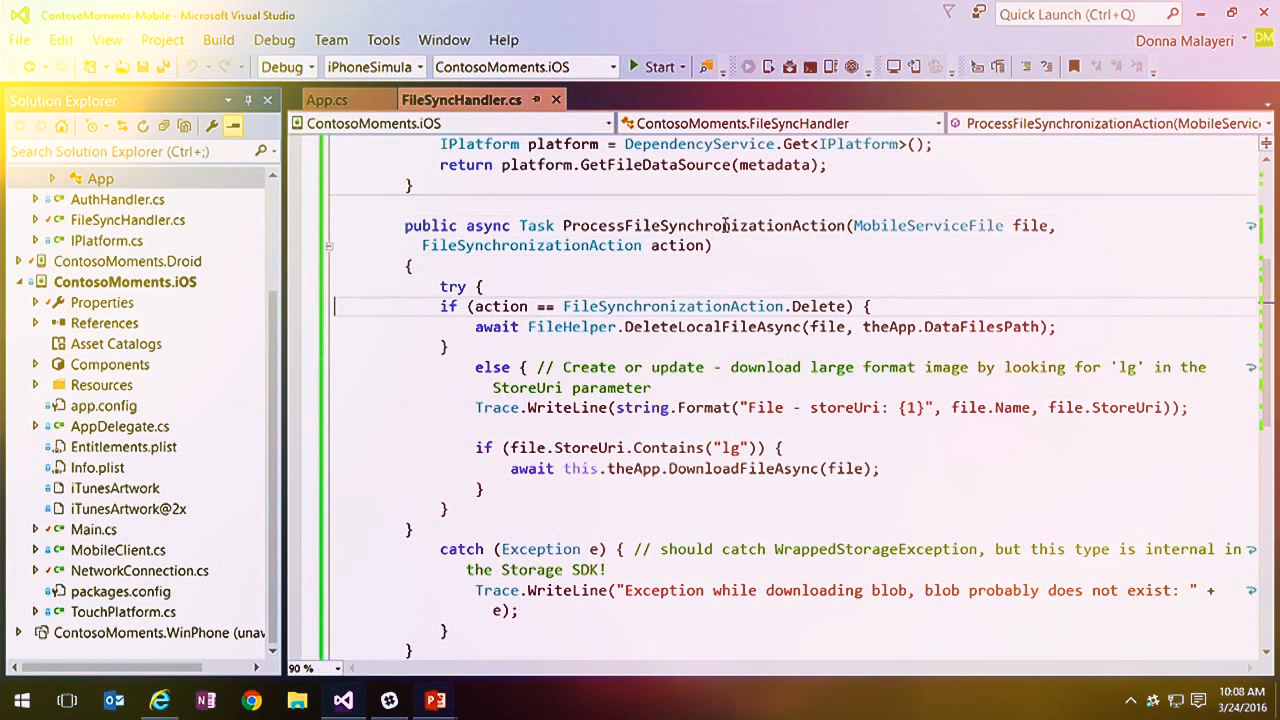 ContosoMoments-Mobile - Microsoft Visual Studio
Quick Launch (Ctrl+Q)
File Edit View Project Build Debug Team Tools Window Help
Donna Malayeri
DM
Debug iPhoneSimula ContosoMoments.iOS Start
Solution Explorer
Search Solution Explorer (Ctrl+;)
App
AuthHandler.cs
FileSyncHandler.cs
IPlatform.cs
ContosoMoments.Droid
ContosoMoments.iOS
Properties
References
Asset Catalogs
Components
Resources
app.config
AppDelegate.cs
Entitlements.plist
Info.plist
iTunesArtwork
iTunesArtwork@2x
Main.cs
MobileClient.cs
NetworkConnection.cs
packages.config
TouchPlatform.cs
ContosoMoments.WinPhone (unav
App.cs FileSyncHandler.cs
ContosoMoments.iOS ContosoMoments.FileSyncHandler ProcessFileSynchronizationAction(MobileService
IPlatform platform = DependencyService.Get<IPlatform>();
return platform.GetFileDataSource(metadata);
}
public async Task ProcessFileSynchronizationAction(MobileServiceFile file,
FileSynchronizationAction action)
{
try {
if (action == FileSynchronizationAction.Delete) {
await FileHelper.DeleteLocalFileAsync(file, theApp.DataFilesPath);
}
else { // Create or update - download large format image by looking for 'lg' in the
StoreUri parameter
Trace.WriteLine(string.Format("File - storeUri: {1}", file.Name, file.StoreUri));
if (file.StoreUri.Contains("lg")) {
await this.theApp.DownloadFileAsync(file);
}
}
}
catch (Exception e) { // should catch WrappedStorageException, but this type is internal in
the Storage SDK!
Trace.WriteLine("Exception while downloading blob, blob probably does not exist: " +
e);
}
}
90 %
10:08 AM
3/24/2016